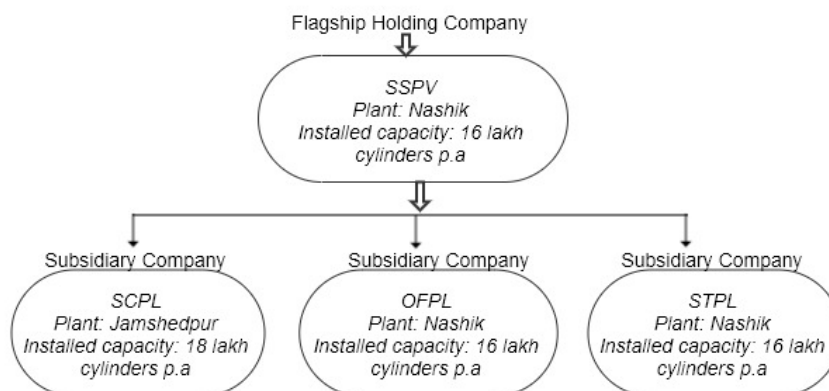 Flagship Holding Company
SSPV
Plant: Nashik
Installed capacity: 16 lakh
cylinders p.a
Subsidiary Company
SCPL
Plant: Jamshedpur
Installed capacity: 18 lakh
cylinders p.a
Subsidiary Company
OFPL
Plant: Nashik
Installed capacity: 16 lakh
cylinders p.a
Subsidiary Company
STPL
Plant: Nashik
Installed capacity: 16 lakh
cylinders p.a